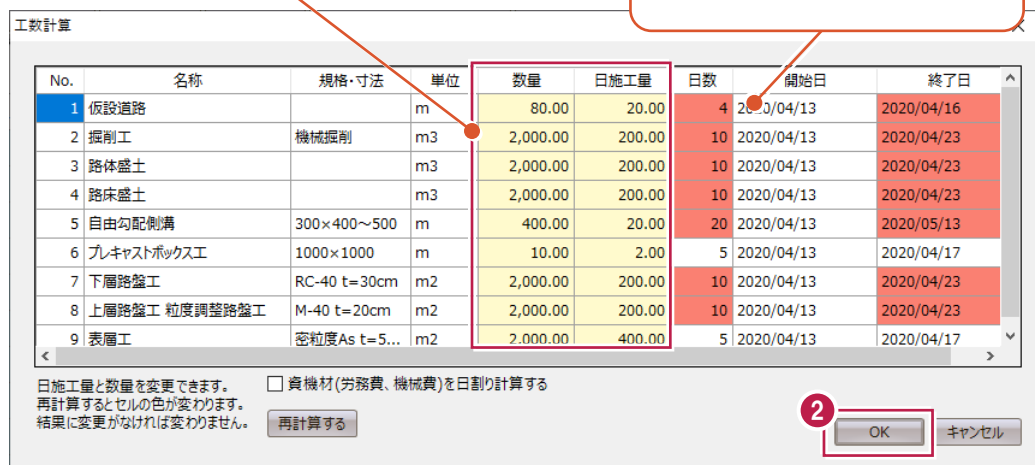 工数計算
No. 名称 規格・寸法 単位 数量 日施工量 日数 開始日 終了日
1 仮設道路 m 80.00 20.00 4 2020/04/13 2020/04/16
2 掘削工 機械掘削 m3 2,000.00 200.00 10 2020/04/13 2020/04/23
3 路体盛土 m3 2,000.00 200.00 10 2020/04/13 2020/04/23
4 路床盛土 m3 2,000.00 200.00 10 2020/04/13 2020/04/23
5 自由勾配側溝 300×400～500 m 400.00 20.00 20 2020/04/13 2020/05/13
6 プレキャストボックス工 1000×1000 m 10.00 2.00 5 2020/04/13 2020/04/17
7 下層路盤工 RC-40 t=30cm m2 2,000.00 200.00 10 2020/04/13 2020/04/23
8 上層路盤工 粒度調整路盤工 M-40 t=20cm m2 2,000.00 200.00 10 2020/04/13 2020/04/23
9 表層工 密粒度As t=5... m2 2,000.00 400.00 5 2020/04/13 2020/04/17
日施工量と数量を変更できます。 資機材(労務費、機械費)を日割り計算する
再計算するとセルの色が変わります。
結果に変更がなければ変わりません。 再計算する
2
OK キャンセル